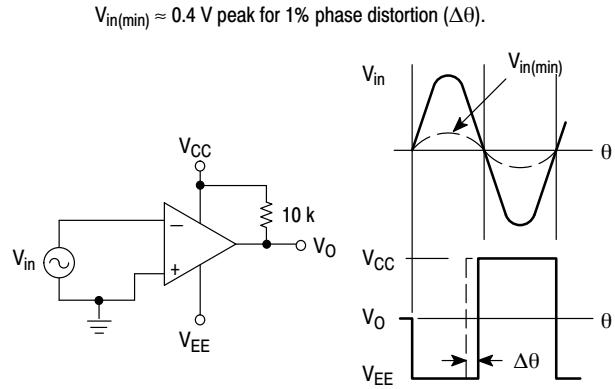 V_in(min) ≈ 0.4 V peak for 1% phase distortion (Δθ).
V_in
V_in(min)
θ
V_CC
10 k
−
+
V_in
V_O
V_EE
V_CC
V_O
θ
V_EE
Δθ